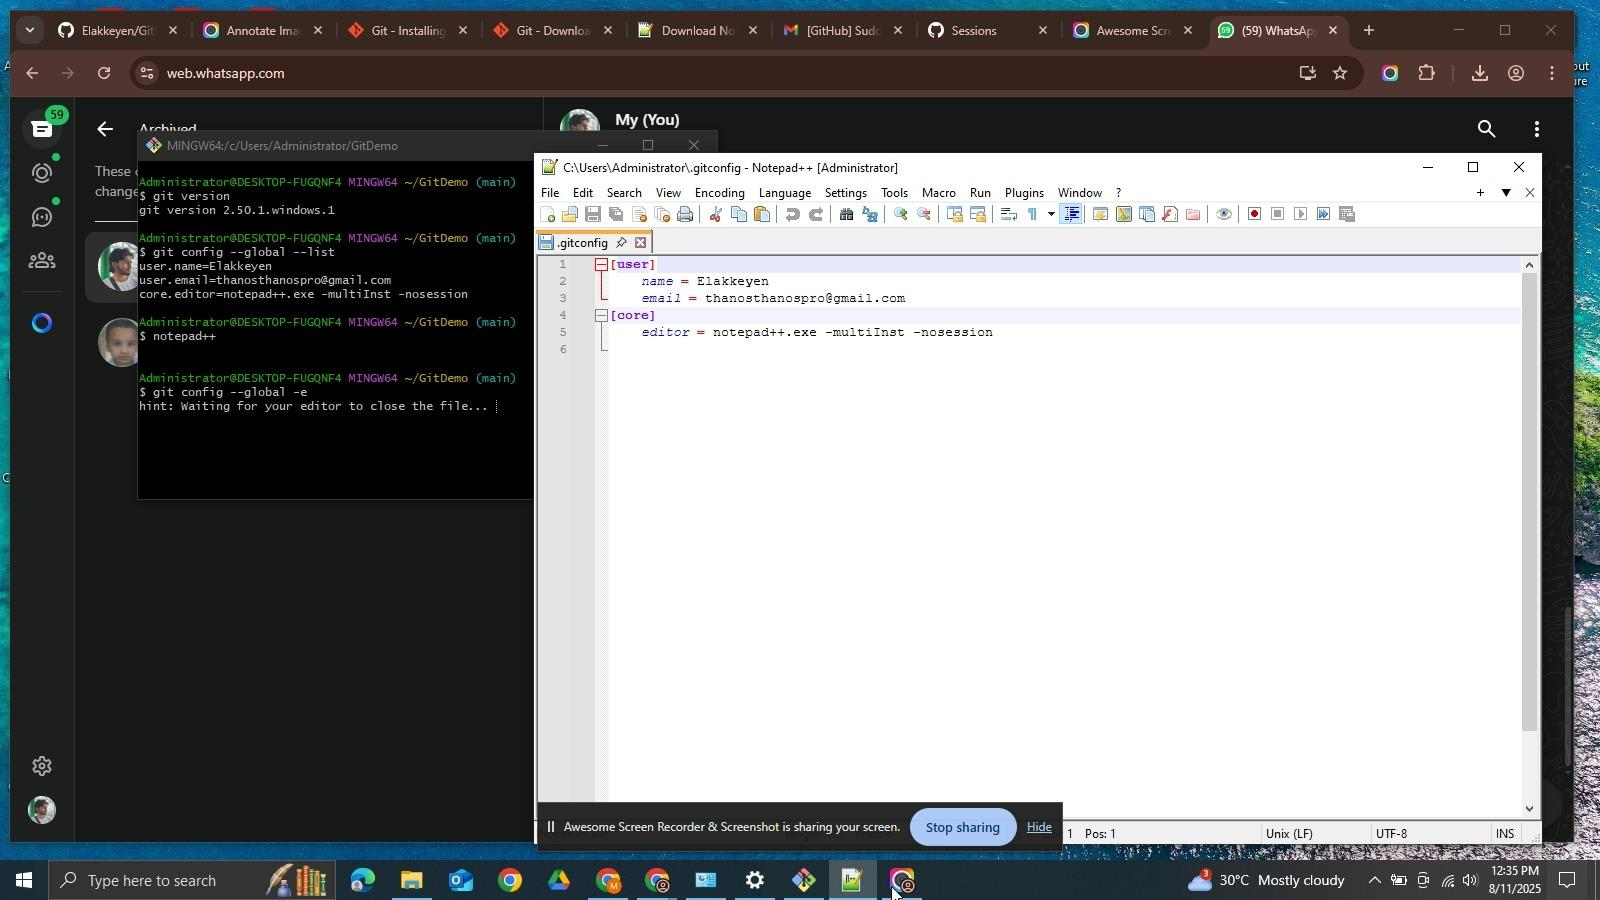 Elakkeyen/Git
Annotate Ima
Git - Installing
Git - Downloa
Download No
[GitHub] Sudo
Sessions
Awesome Scre
(59) WhatsAp
web.whatsapp.com
59
Archived
These
change
My (You)
MINGW64:/c/Users/Administrator/GitDemo
Administrator@DESKTOP-FUGQNF4 MINGW64 ~/GitDemo (main)
$ git version
git version 2.50.1.windows.1
Administrator@DESKTOP-FUGQNF4 MINGW64 ~/GitDemo (main)
$ git config --global --list
user.name=Elakkeyen
user.email=thanosthanospro@gmail.com
core.editor=notepad++.exe -multiInst -nosession
Administrator@DESKTOP-FUGQNF4 MINGW64 ~/GitDemo (main)
$ notepad++
Administrator@DESKTOP-FUGQNF4 MINGW64 ~/GitDemo (main)
$ git config --global -e
hint: Waiting for your editor to close the file...
C:\Users\Administrator\.gitconfig - Notepad++ [Administrator]
File Edit Search View Encoding Language Settings Tools Macro Run Plugins Window ?
.gitconfig
1 [user]
2 name = Elakkeyen
3 email = thanosthanospro@gmail.com
4 [core]
5 editor = notepad++.exe -multiInst -nosession
6
Awesome Screen Recorder & Screenshot is sharing your screen.
Stop sharing
Hide
1 Pos: 1
Unix (LF)
UTF-8
INS
Type here to search
3
30°C Mostly cloudy
12:35 PM
8/11/2025